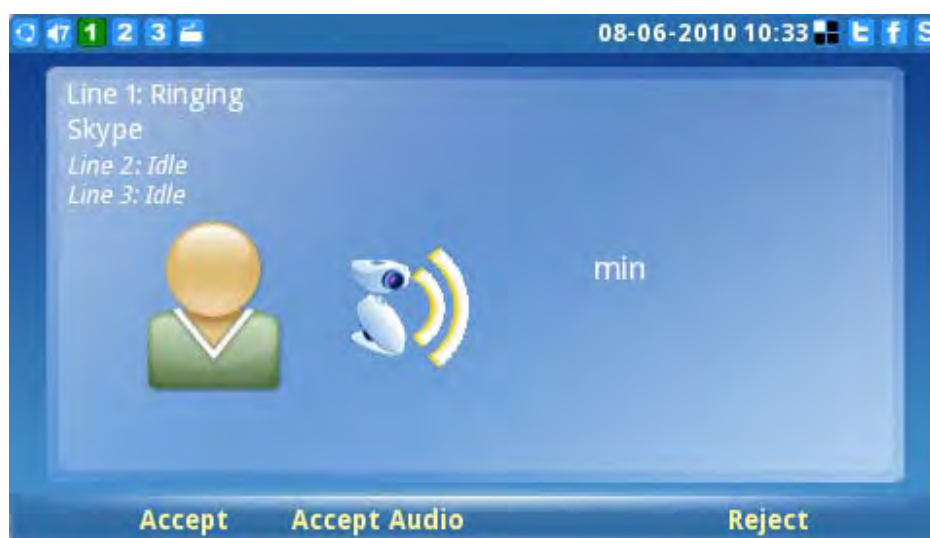 47 1 2 3 08-06-2010 10:33 t f S
Line 1: Ringing
Skype
Line 2: Idle
Line 3: Idle
min
Accept Accept Audio Reject